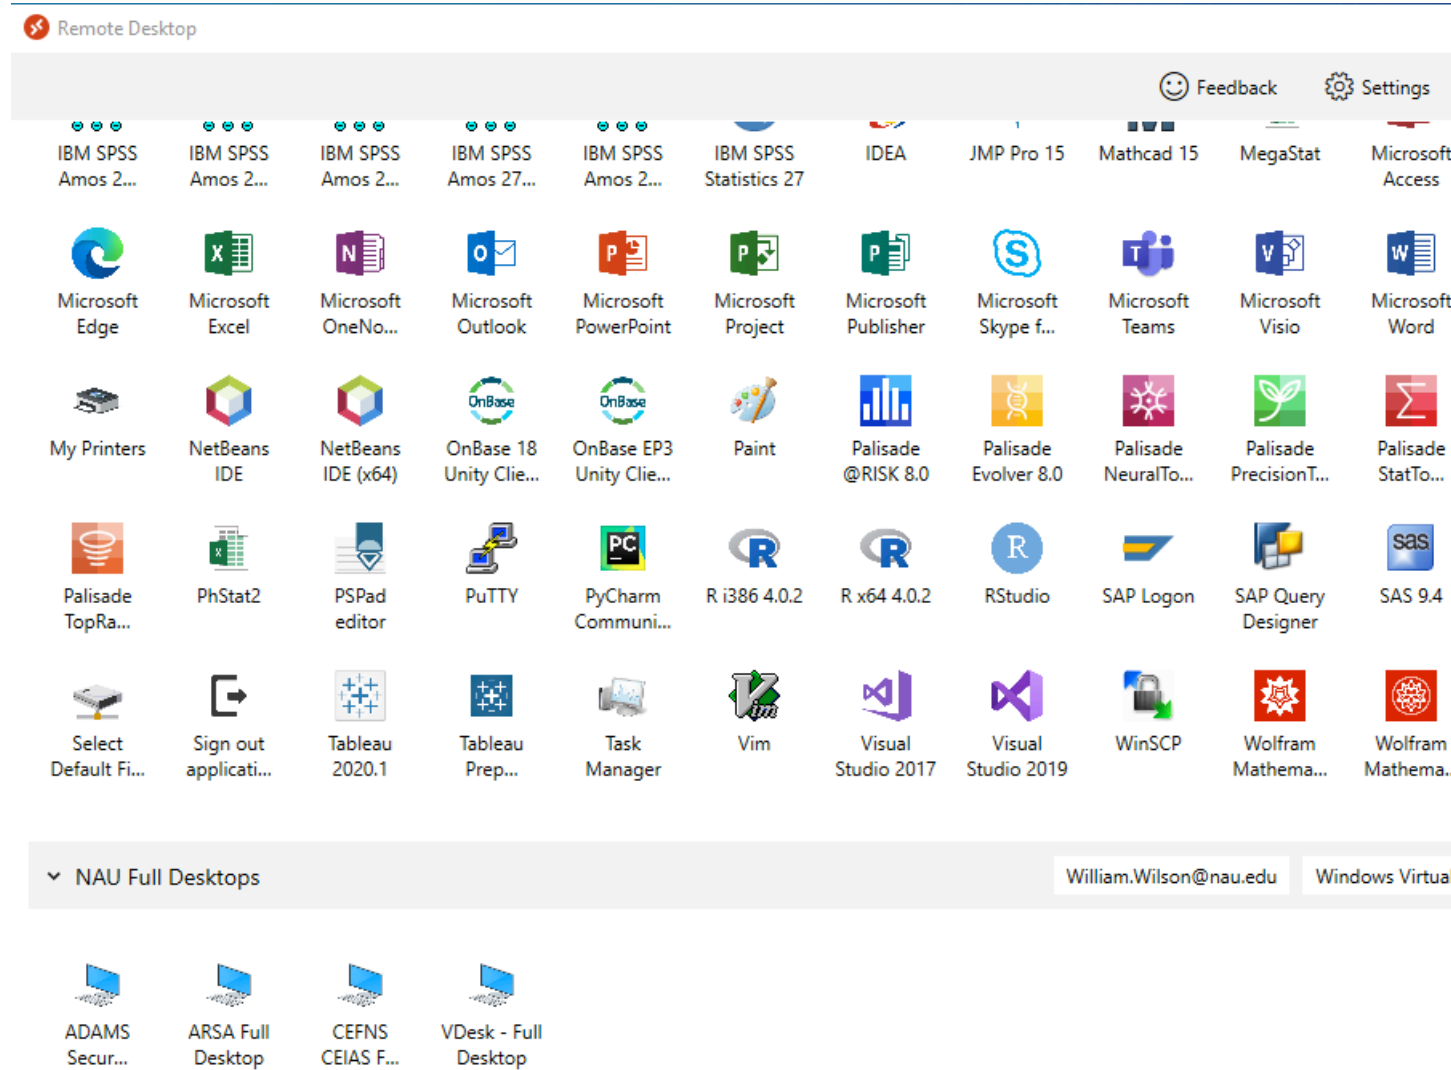 Remote Desktop
Feedback Settings
IBM SPSS IBM SPSS IBM SPSS IBM SPSS IBM SPSS IBM SPSS IDEA JMP Pro 15 Mathcad 15 MegaStat Microsoft
Amos 2... Amos 2... Amos 2... Amos 27... Amos 2... Statistics 27 Access
X N O P P P S T V W
Microsoft Microsoft Microsoft Microsoft Microsoft Microsoft Microsoft Microsoft Microsoft Microsoft Microsoft
Edge Excel OneNo... Outlook PowerPoint Project Publisher Skype f... Teams Visio Word
OnBase OnBase
My Printers NetBeans NetBeans OnBase 18 OnBase EP3 Paint Palisade Palisade Palisade Palisade Palisade
IDE IDE (x64) Unity Clie... Unity Clie... @RISK 8.0 Evolver 8.0 NeuralTo... PrecisionT... StatTo...
X PC R R R sas
Palisade PhStat2 PSPad PuTTY PyCharm R i386 4.0.2 R x64 4.0.2 RStudio SAP Logon SAP Query SAS 9.4
TopRa... editor Communi... Designer
Vim
Select Sign out Tableau Tableau Task Vim Visual Visual WinSCP Wolfram Wolfram
Default Fi... applicati... 2020.1 Prep... Manager Studio 2017 Studio 2019 Mathema... Mathema..
NAU Full Desktops William.Wilson@nau.edu Windows Virtual
ADAMS ARSA Full CEFNS VDesk - Full
Secur... Desktop CEIAS F... Desktop